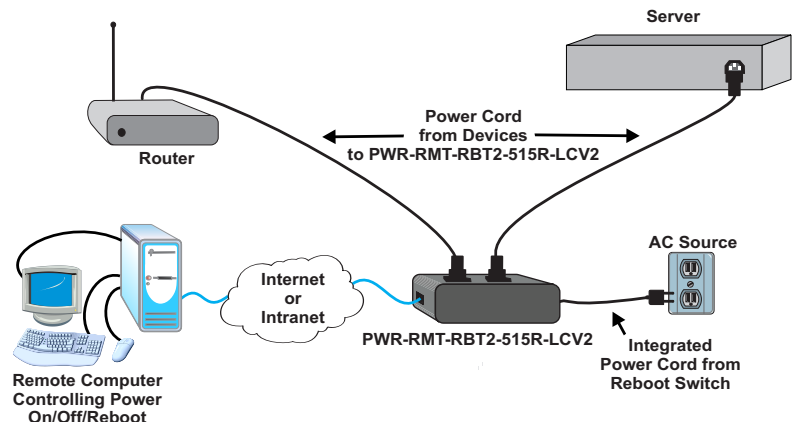 Server
Power Cord
from Devices
to PWR-RMT-RBT2-515R-LCV2
Router
AC Source
Internet
or
Intranet
PWR-RMT-RBT2-515R-LCV2
Integrated
Power Cord from
Reboot Switch
Remote Computer
Controlling Power
On/Off/Reboot